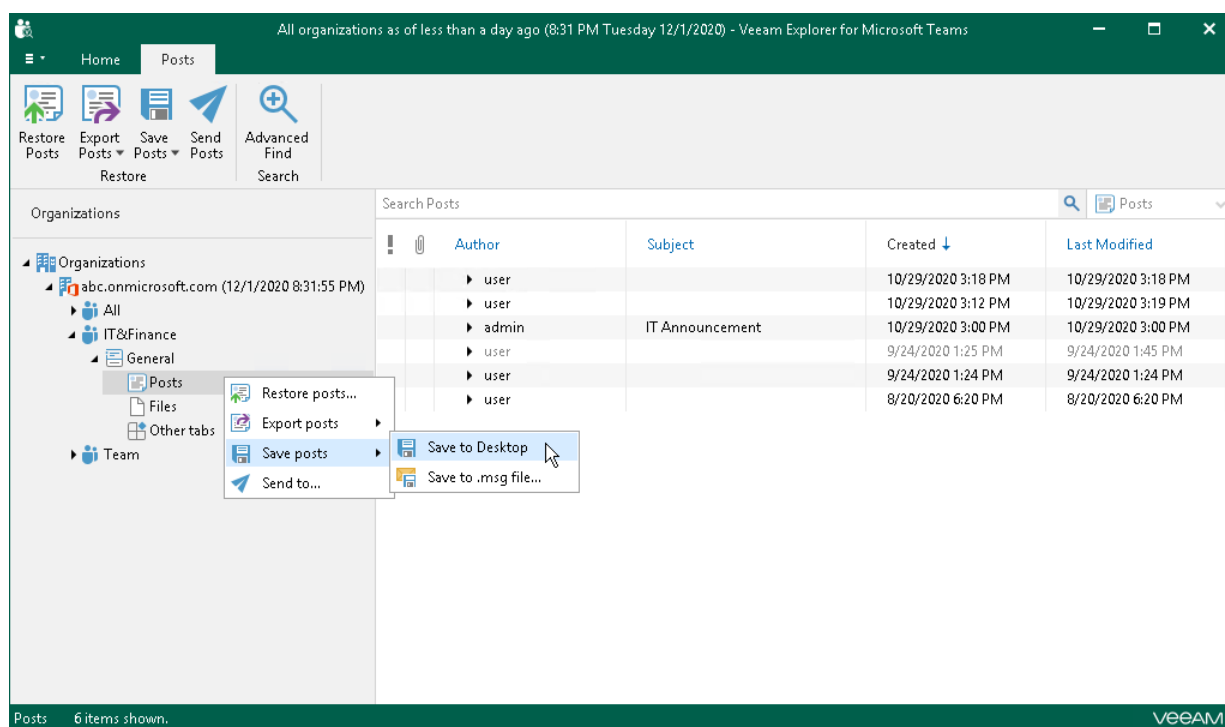 All organizations as of less than a day ago (8:31 PM Tuesday 12/1/2020) - Veeam Explorer for Microsoft Teams
Home Posts
Restore Posts Export Posts Save Posts Send Posts Advanced Find
Restore Search
Organizations
Search Posts Posts
Author Subject Created Last Modified
Organizations
abc.onmicrosoft.com (12/1/2020 8:31:55 PM)
All
IT&Finance
General
Posts
Files
Other tabs
Team
user 10/29/2020 3:18 PM 10/29/2020 3:18 PM
user 10/29/2020 3:12 PM 10/29/2020 3:19 PM
admin IT Announcement 10/29/2020 3:00 PM 10/29/2020 3:00 PM
user 9/24/2020 1:25 PM 9/24/2020 1:45 PM
user 9/24/2020 1:24 PM 9/24/2020 1:24 PM
user 8/20/2020 6:20 PM 8/20/2020 6:20 PM
Restore posts...
Export posts
Save posts
Send to...
Save to Desktop
Save to .msg file...
Posts 6 items shown.
veeAM